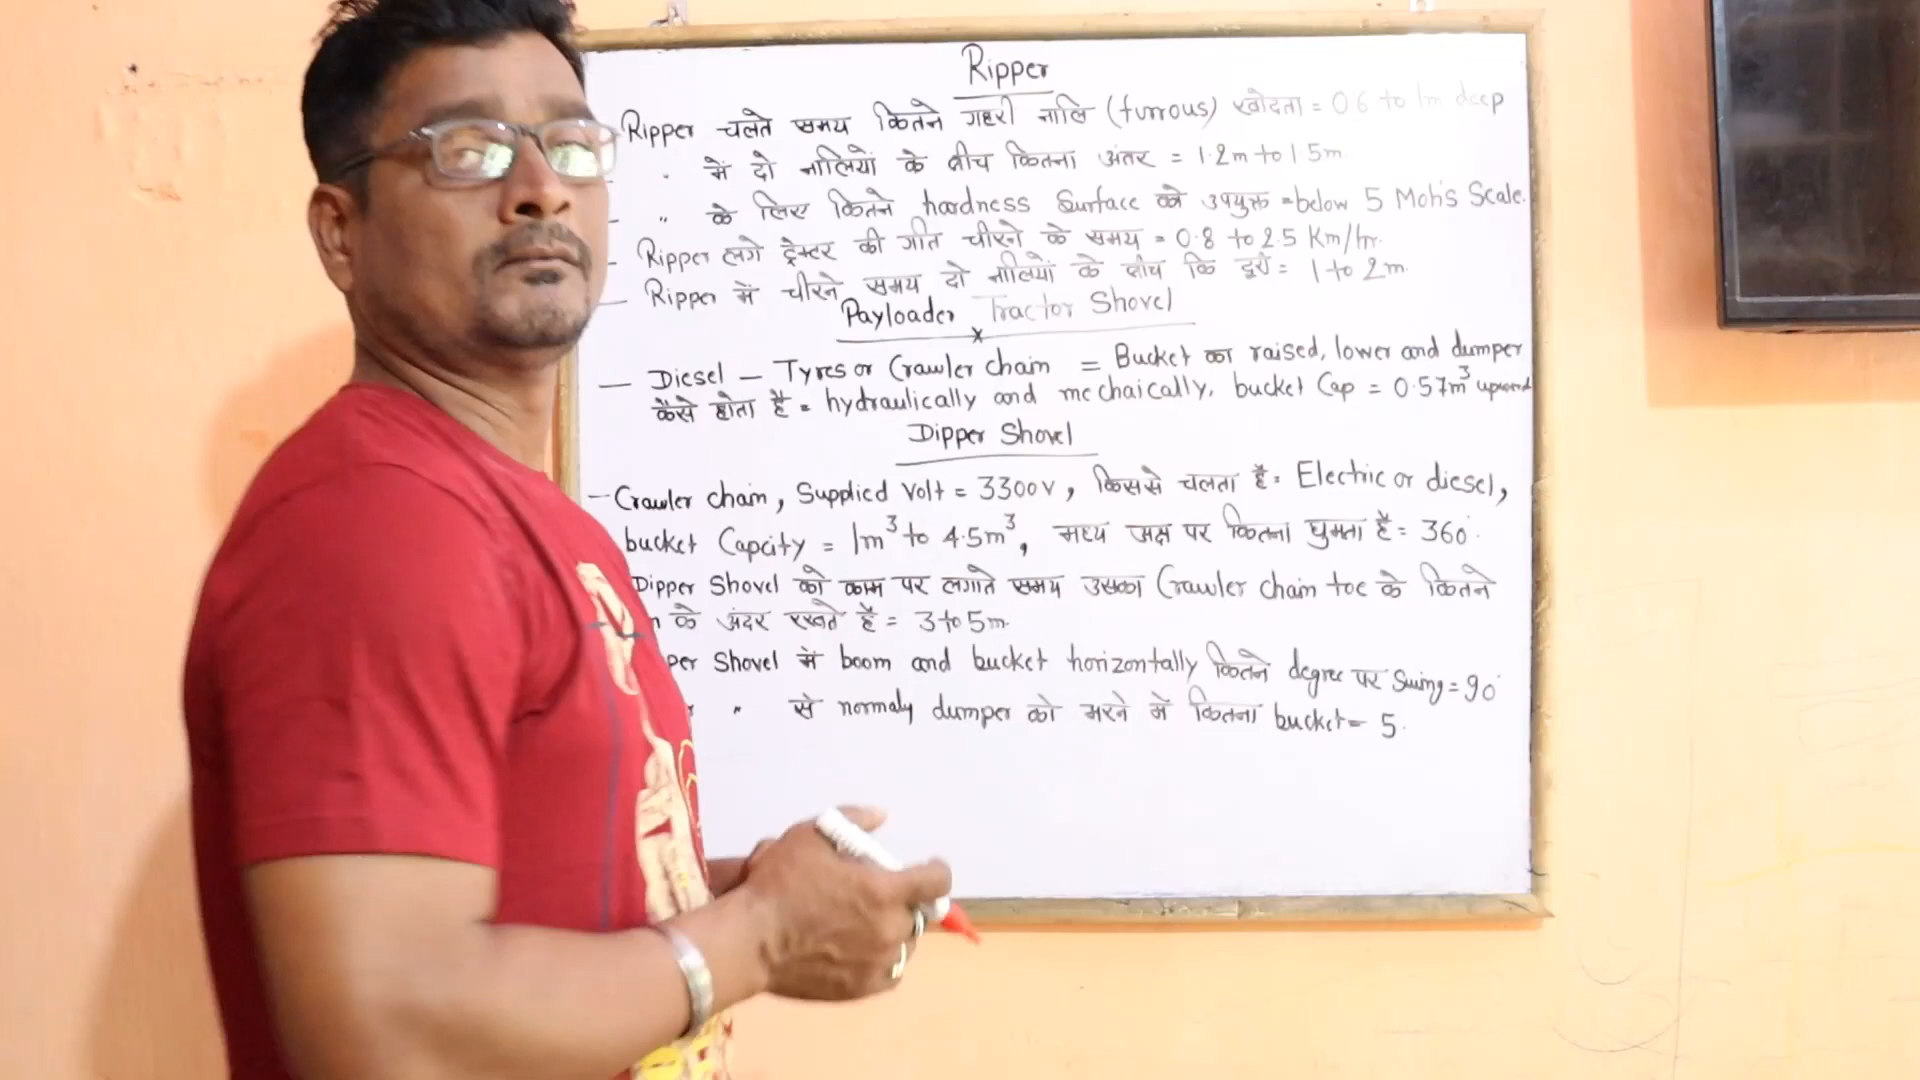 Ripper
Ripper चलते समय कितने गहरी नालि (furrous) खोदता = 0.6 to 1m deep
" में दो नालियों के बीच कितना अंतर = 1.2m to 1.5m
- " के लिए कितने hardness Surface को उपयुक्त = below 5 Moh's Scale.
- Ripper लगे ट्रेक्टर की गति चीरने के समय = 0.8 to 2.5 Km/hr.
- Ripper में चीरने समय दो नालियों के बीच कि दूरी = 1 to 2m.
Payloader Tractor Shovel
- Diesel - Tyres or Crawler chain = Bucket का raised, lower and dumper
कैसे होता है = hydraulically and mechaically, bucket Cap = 0.57m³ upward
Dipper Shovel
- Crawler chain, Supplied Volt = 3300V, किससे चलता है = Electric or diesel,
bucket Capcity = 1m³ to 4.5m³, मध्य अक्ष पर कितना घुमता है = 360°
Dipper Shovel को काम पर लगाते समय उसका Crawler chain toe के कितने
के अंदर रखते है = 3 to 5m.
per Shovel में boom and bucket horizontally कितने degree पर Swing = 90°
" से normaly dumper को भरने में कितना bucket = 5.